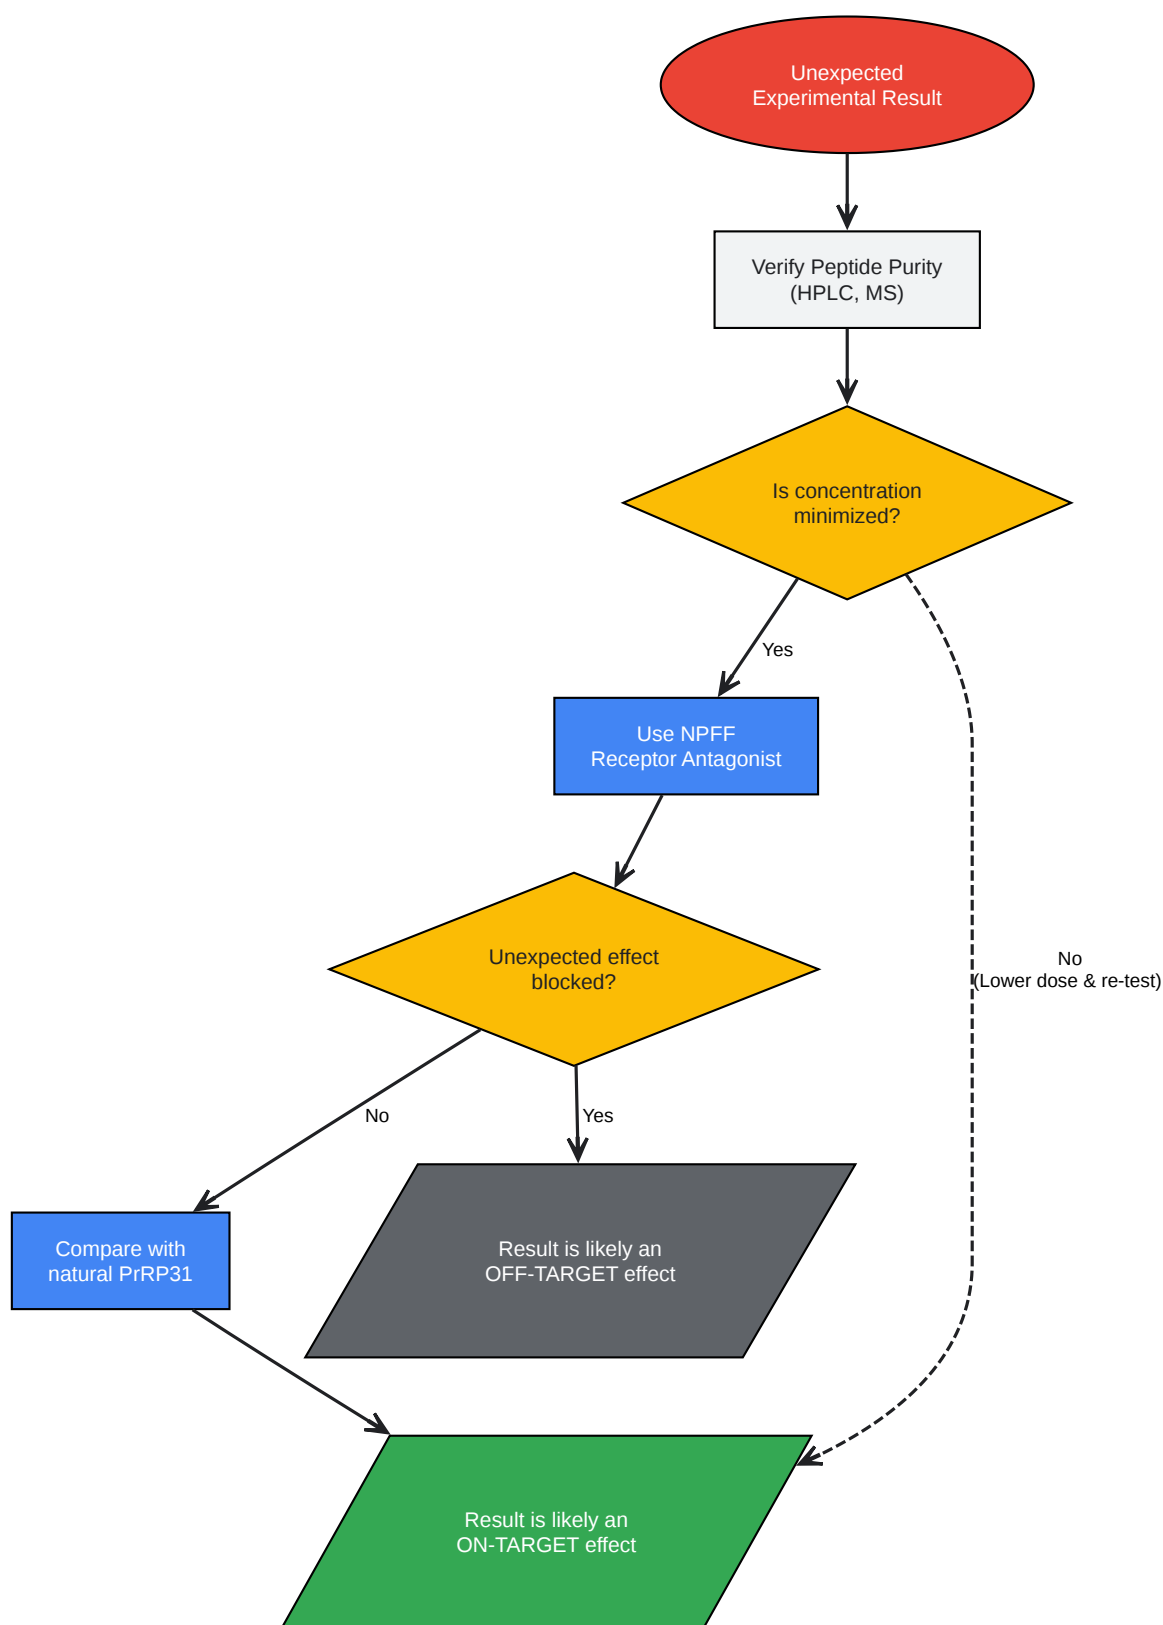 Unexpected
Experimental Result
Verify Peptide Purity
(HPLC, MS)
Is concentration
minimized?
Yes
Use NPFF
Receptor Antagonist
Unexpected effect
blocked?
No
(Lower dose & re-test)
No
Yes
Compare with
natural PrRP31
Result is likely an
OFF-TARGET effect
Result is likely an
ON-TARGET effect